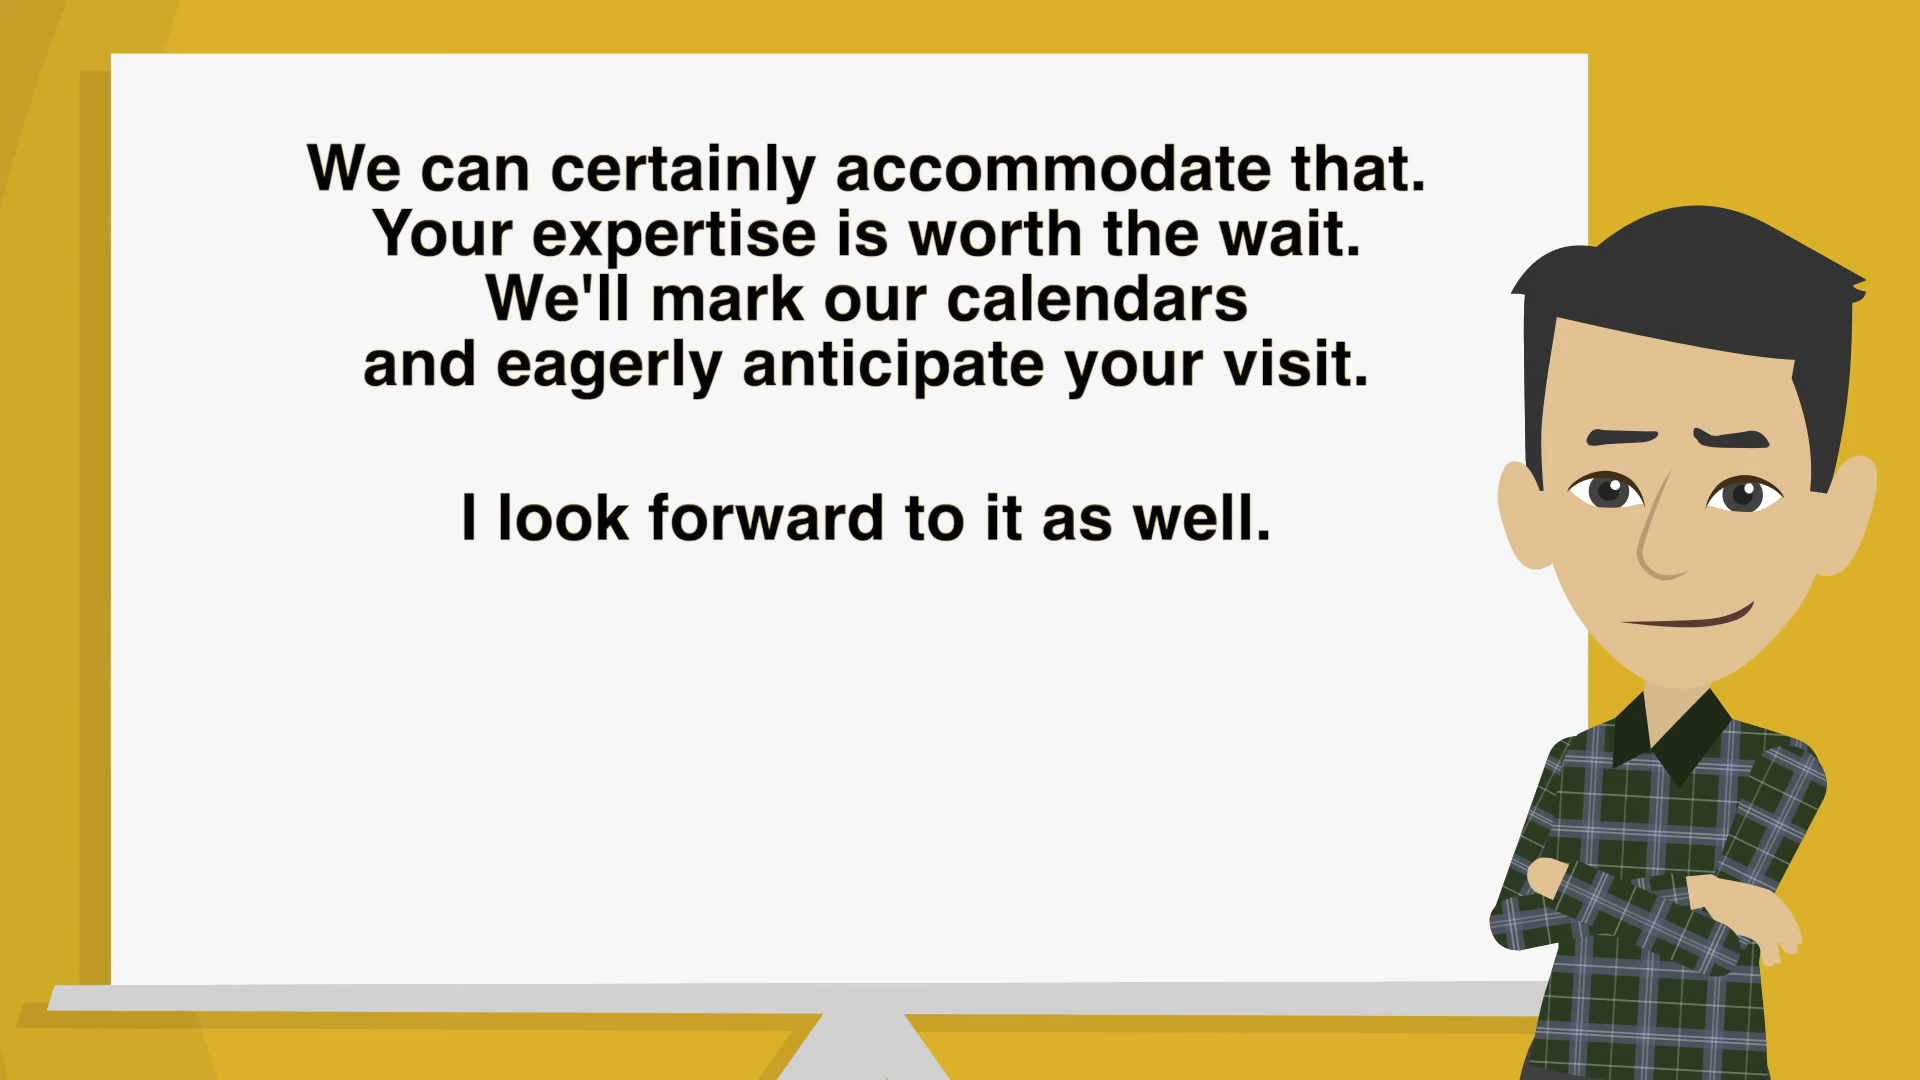 We can certainly accommodate that.
Your expertise is worth the wait.
We'll mark our calendars
and eagerly anticipate your visit.
I look forward to it as well.